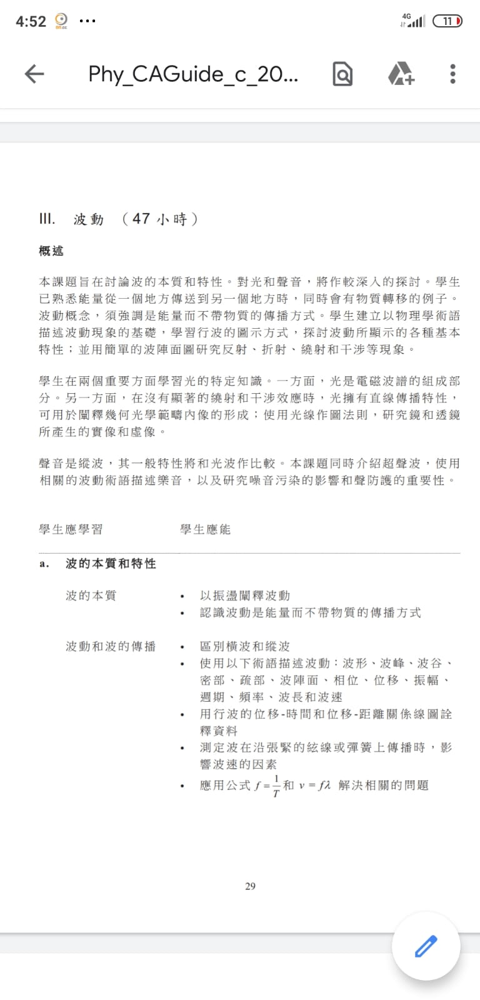 4:52 on.cc ... 4G 11
Phy_CAGuide_c_20...
III. 波動 （47 小時）
概述
本課題旨在討論波的本質和特性。對光和聲音，將作較深入的探討。學生
已熟悉能量從一個地方傳送到另一個地方時，同時會有物質轉移的例子。
波動概念，須強調是能量而不帶物質的傳播方式。學生建立以物理學術語
描述波動現象的基礎，學習行波的圖示方式，探討波動所顯示的各種基本
特性；並用簡單的波陣面圖研究反射、折射、繞射和干涉等現象。
學生在兩個重要方面學習光的特定知識。一方面，光是電磁波譜的組成部
分。另一方面，在沒有顯著的繞射和干涉效應時，光擁有直線傳播特性，
可用於闡釋幾何光學範疇內像的形成；使用光線作圖法則，研究鏡和透鏡
所產生的實像和虛像。
聲音是縱波，其一般特性將和光波作比較。本課題同時介紹超聲波，使用
相關的波動術語描述樂音，以及研究噪音污染的影響和聲防護的重要性。
學生應學習 學生應能
a. 波的本質和特性
波的本質 • 以振盪闡釋波動
• 認識波動是能量而不帶物質的傳播方式
波動和波的傳播 • 區別橫波和縱波
• 使用以下術語描述波動：波形、波峰、波谷、
密部、疏部、波陣面、相位、位移、振幅、
週期、頻率、波長和波速
• 用行波的位移-時間和位移-距離關係線圖詮
釋資料
• 測定波在沿張緊的絃線或彈簧上傳播時，影
響波速的因素
• 應用公式 f = 1/T 和 v = fλ 解決相關的問題
29